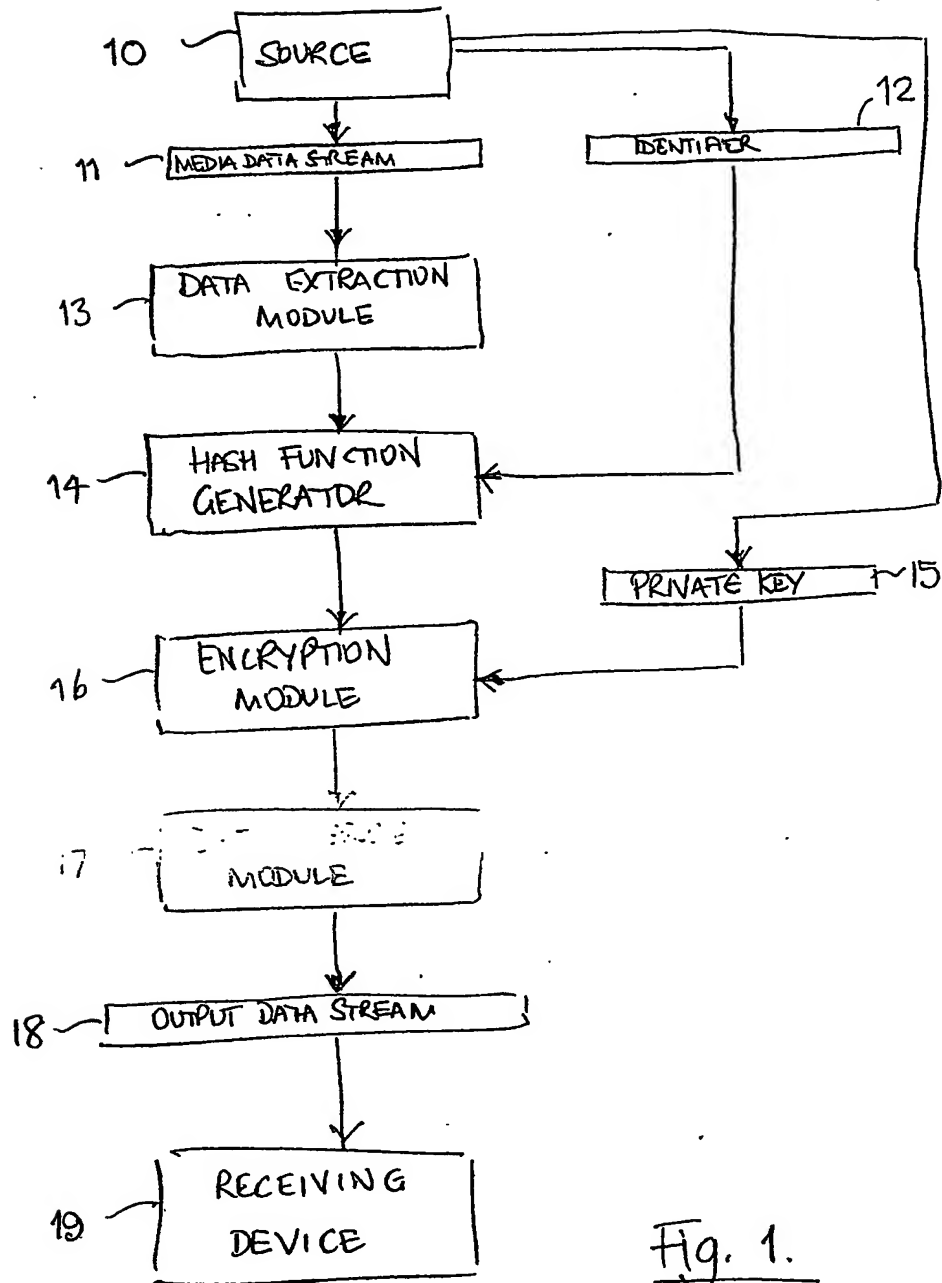 10
SOURCE
12
IDENTIFIER
11
MEDIA DATA STREAM
DATA EXTRACTION
MODULE
13
HASH FUNCTION
GENERATOR
14
PRIVATE KEY
15
ENCRYPTION
MODULE
16
17
MODULE
OUTPUT DATA STREAM
18
RECEIVING
DEVICE
19
Fig. 1.